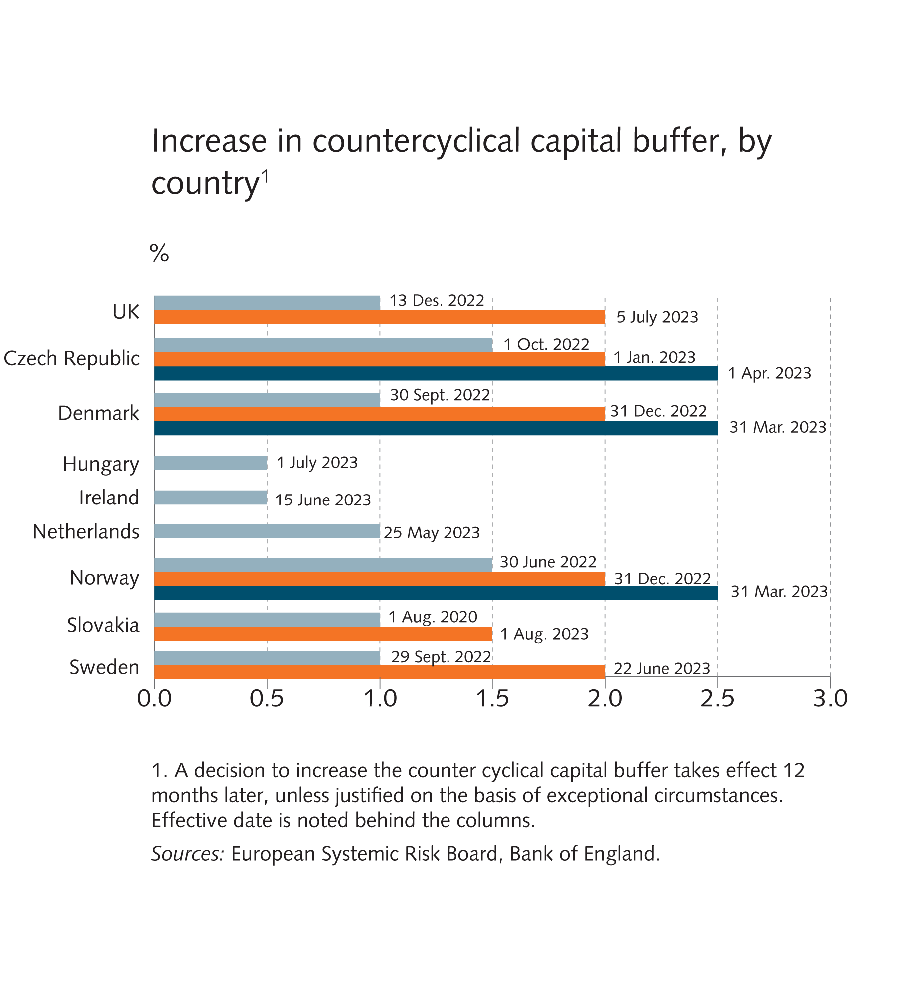 Increase in countercyclical capital buffer, by
country¹
%
UK
13 Des. 2022
5 July 2023
Czech Republic
1 Oct. 2022
1 Jan. 2023
1 Apr. 2023
Denmark
30 Sept. 2022
31 Dec. 2022
31 Mar. 2023
Hungary
1 July 2023
Ireland
15 June 2023
Netherlands
25 May 2023
Norway
30 June 2022
31 Dec. 2022
31 Mar. 2023
Slovakia
1 Aug. 2020
1 Aug. 2023
Sweden
29 Sept. 2022
22 June 2023
0.0 0.5 1.0 1.5 2.0 2.5 3.0
1. A decision to increase the counter cyclical capital buffer takes effect 12
months later, unless justified on the basis of exceptional circumstances.
Effective date is noted behind the columns.
Sources: European Systemic Risk Board, Bank of England.